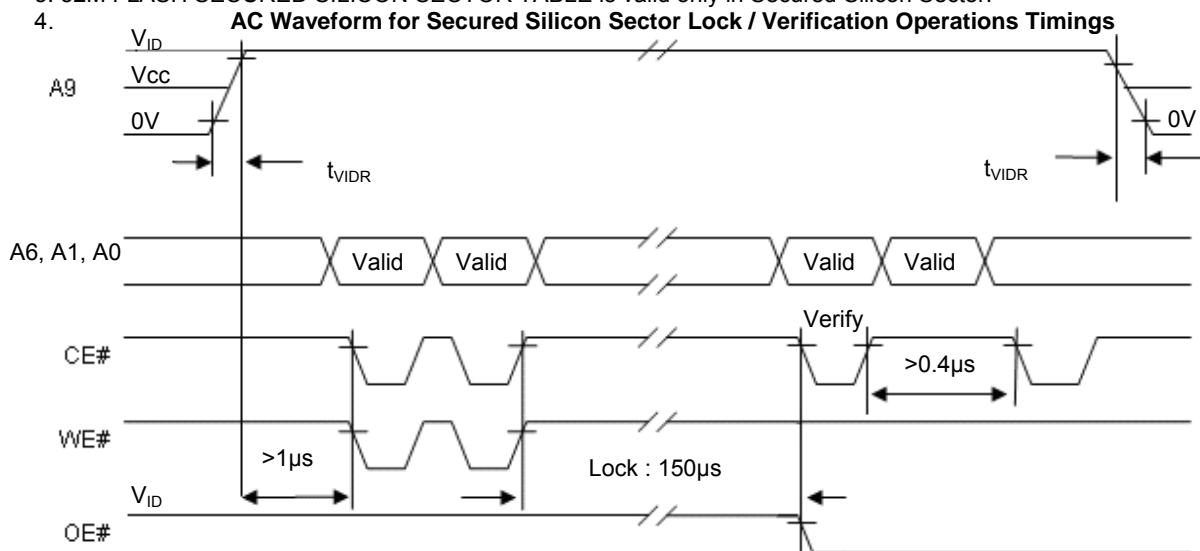 4. AC Waveform for Secured Silicon Sector Lock / Verification Operations Timings
VID
A9
Vcc
0V
0V
tVIDR
tVIDR
A6, A1, A0
Valid
Valid
Valid
Valid
Verify
CE#
>0.4µs
WE#
>1µs
Lock : 150µs
VID
OE#